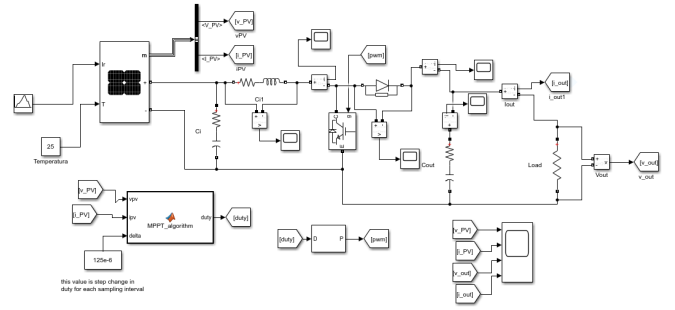 <V_PV>
[v_PV]
vPV
<I_PV>
[i_PV]
iPV
m
Ir
T
+
-
25
Temperatura
Ci
Ci1
[pwm]
Cout
Iout
[i_out]
i_out1
Load
Vout
[v_out]
v_out
[v_PV]
[i_PV]
vpv
ipv
delta
MPPT_algorithm
duty
[duty]
125e-6
this value is step change in
duty for each sampling interval
[duty]
D
P
[pwm]
[v_PV]
[i_PV]
[v_out]
[i_out]